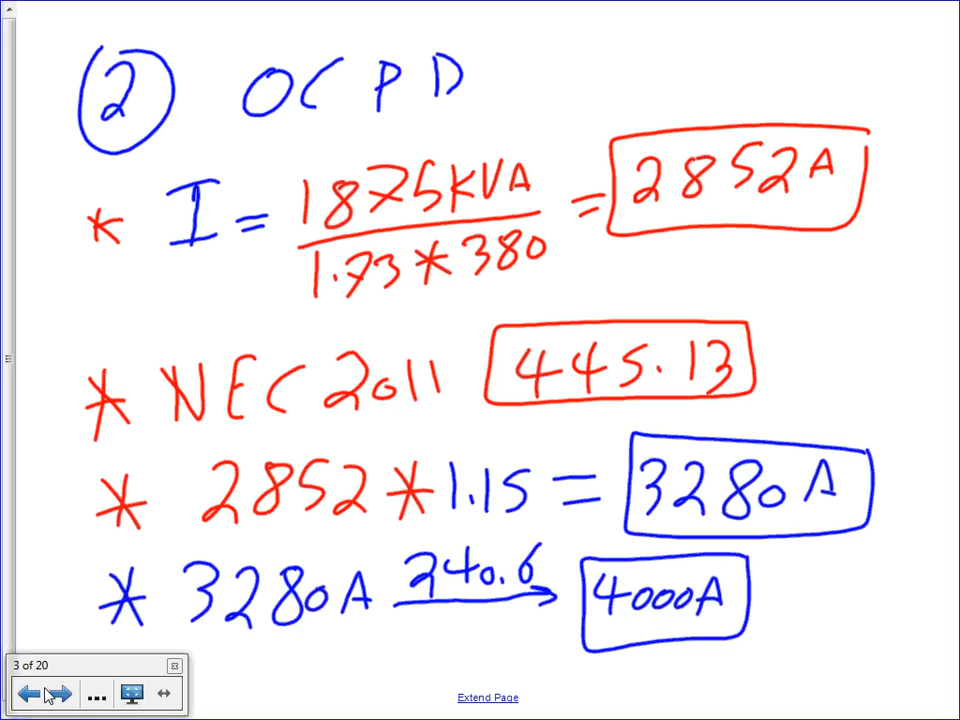 2 OCPD
* I = 1875KVA / 1.73 * 380 = 2852A
* NEC 2011 445.13
* 2852 * 1.15 = 3280A
* 3280A 240.6 → 4000A
3 of 20
...
Extend Page